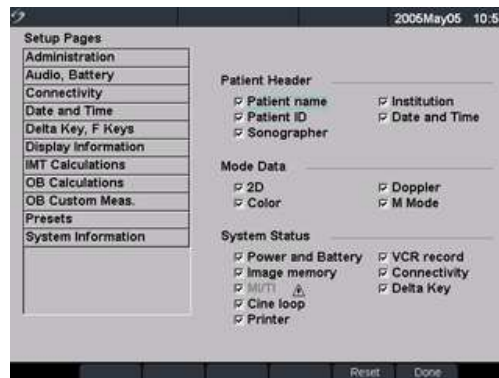 2005May05 10:5
Setup Pages
Administration
Audio, Battery
Connectivity
Date and Time
Delta Key, F Keys
Display Information
IMT Calculations
OB Calculations
OB Custom Meas.
Presets
System Information
Patient Header
Patient name
Institution
Patient ID
Date and Time
Sonographer
Mode Data
2D
Doppler
Color
M Mode
System Status
Power and Battery
VCR record
Image memory
Connectivity
MI/TI
Delta Key
Cine loop
Printer
Reset
Done